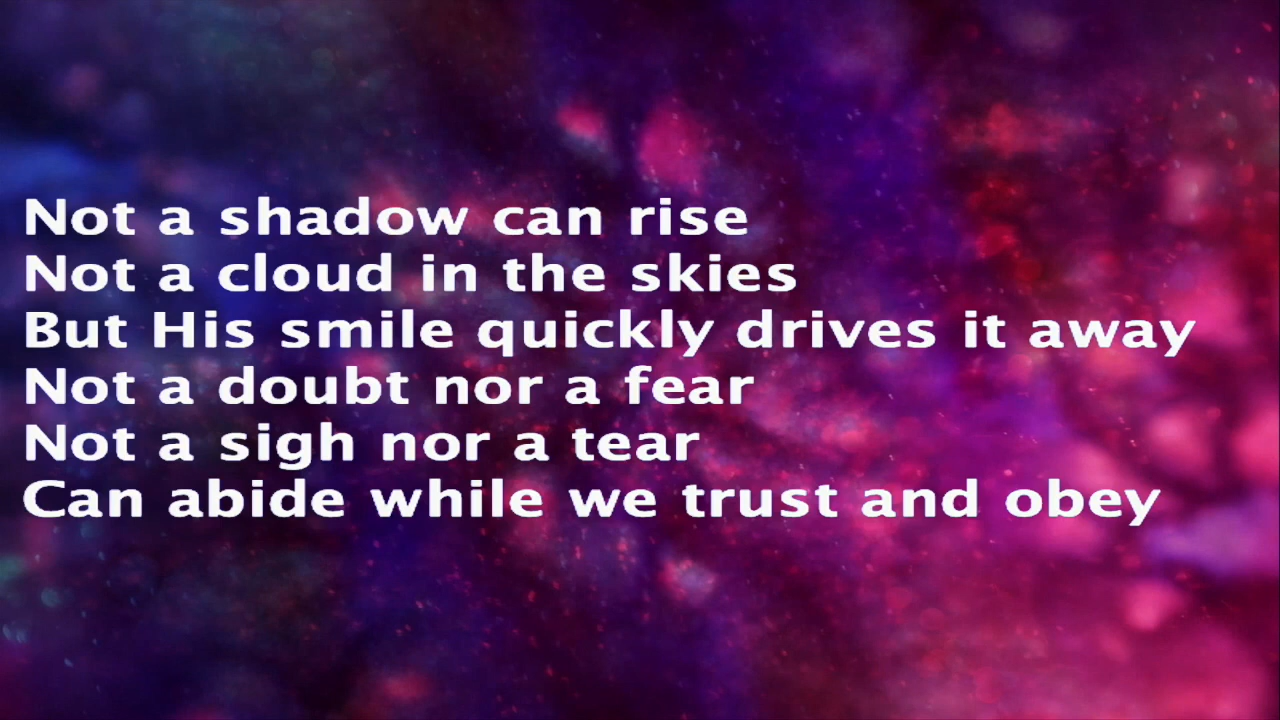 Not a shadow can rise
Not a cloud in the skies
But His smile quickly drives it away
Not a doubt nor a fear
Not a sigh nor a tear
Can abide while we trust and obey